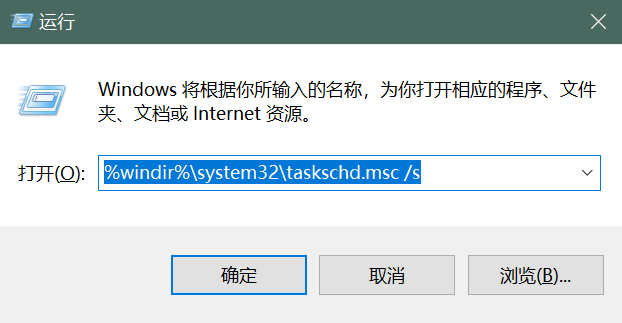 运行
Windows 将根据你所输入的名称，为你打开相应的程序、文件
夹、文档或 Internet 资源。
打开(O): %windir%\system32\taskschd.msc /s
确定 取消 浏览(B)...